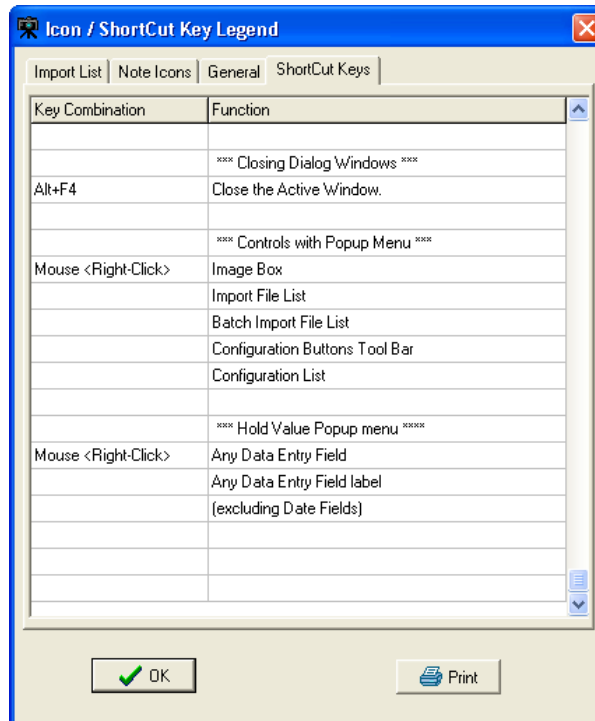 Icon / ShortCut Key Legend
Import List Note Icons General ShortCut Keys
Key Combination Function
*** Closing Dialog Windows ***
Alt+F4 Close the Active Window.
*** Controls with Popup Menu ***
Mouse <Right-Click> Image Box
Import File List
Batch Import File List
Configuration Buttons Tool Bar
Configuration List
*** Hold Value Popup menu ****
Mouse <Right-Click> Any Data Entry Field
Any Data Entry Field label
(excluding Date Fields)
OK Print